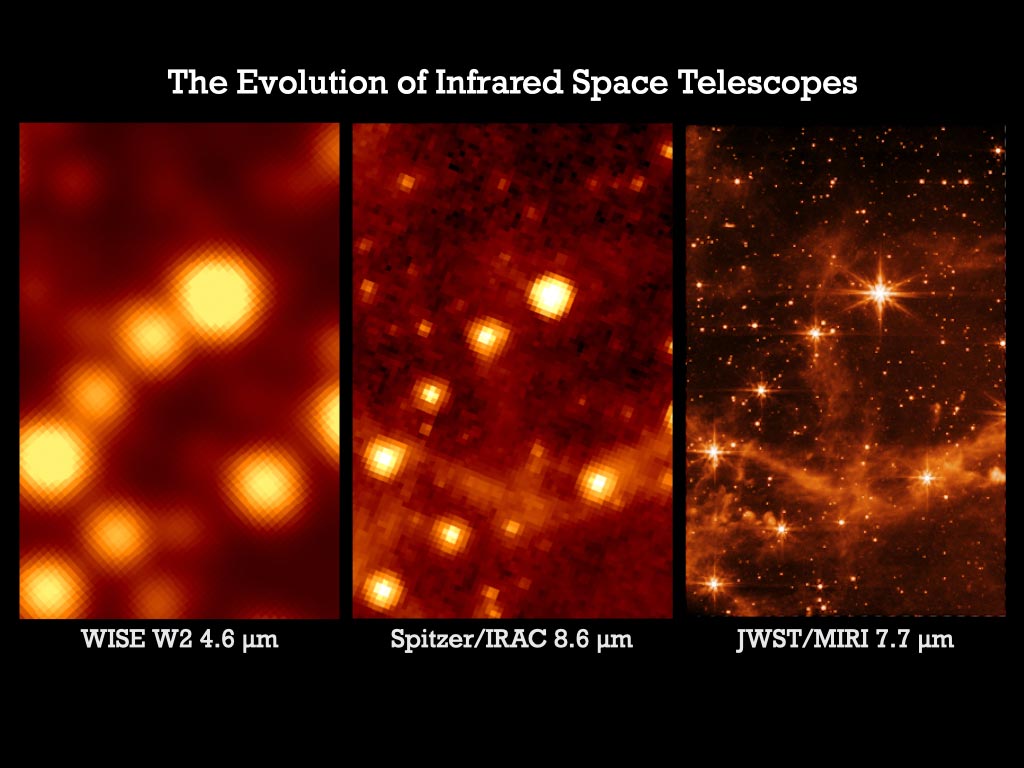 The Evolution of Infrared Space Telescopes
WISE W2 4.6 µm
Spitzer/IRAC 8.6 µm
JWST/MIRI 7.7 µm